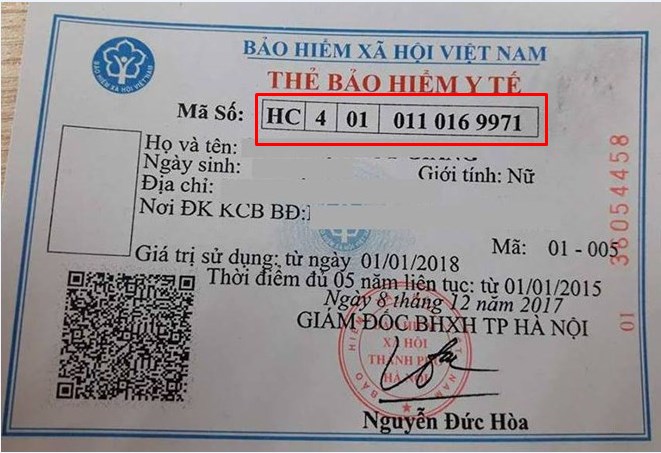 BẢO HIỂM XÃ HỘI VIỆT NAM
BẢO HIỂM XÃ HỘI VIỆT NAM
THẺ BẢO HIỂM Y TẾ
Mã Số: HC 4 01 011 016 9971
Họ và tên:
Ngày sinh: Giới tính: Nữ
Địa chỉ:
Nơi ĐK KCB BĐ:
Mã: 01 - 005
Giá trị sử dụng: từ ngày 01/01/2018
Thời điểm đủ 05 năm liên tục: từ 01/01/2015
Ngày 8 tháng 12 năm 2017
GIÁM ĐỐC BHXH TP HÀ NỘI
BẢO HIỂM XÃ HỘI THÀNH PHỐ HÀ NỘI
VIỆT NAM
Nguyễn Đức Hòa
01 38054458